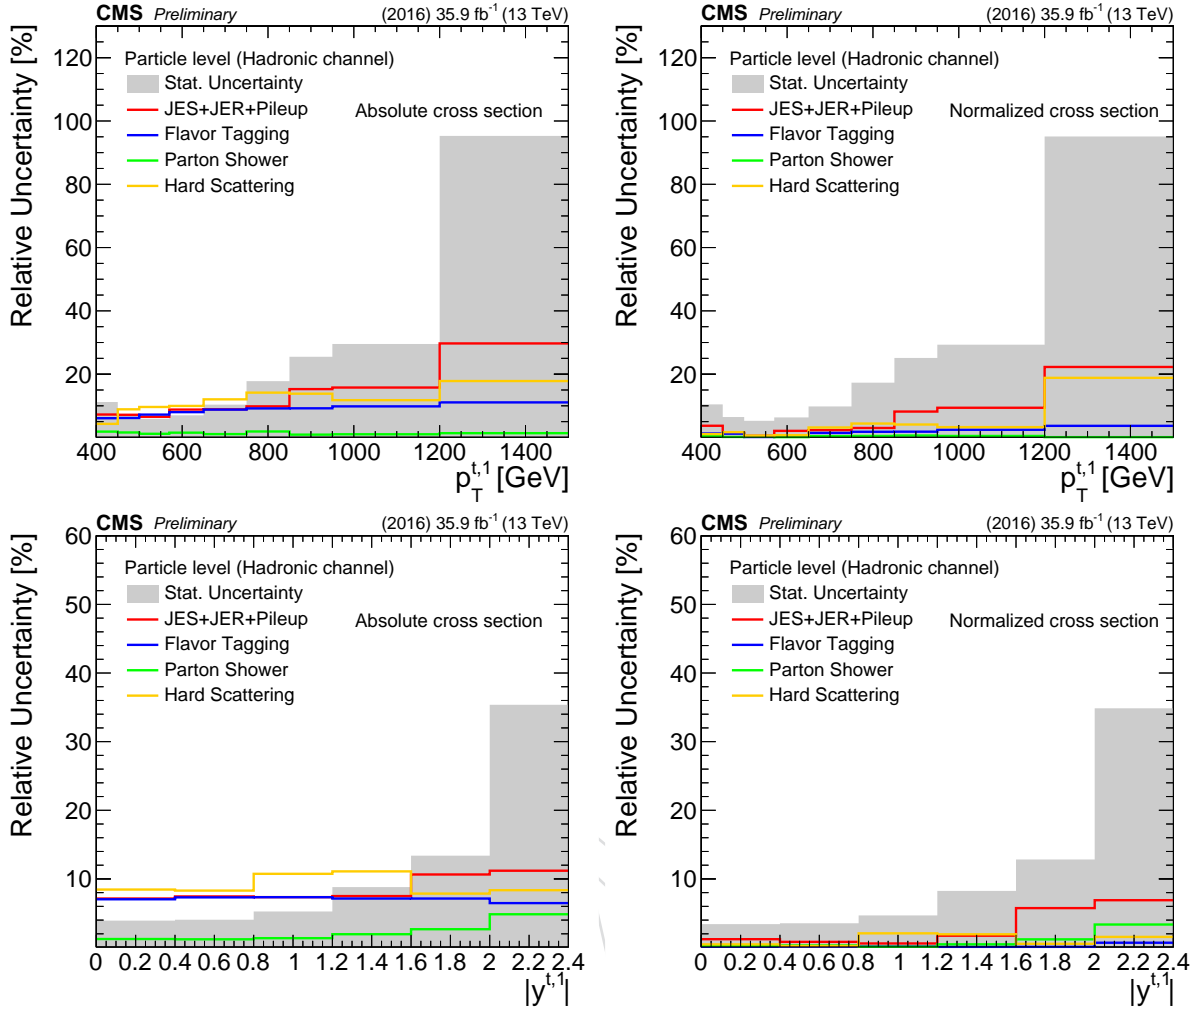 CMS Preliminary (2016) 35.9 fb⁻¹ (13 TeV)
Relative Uncertainty [%]
120
100
80
60
40
20
Particle level (Hadronic channel)
Stat. Uncertainty
JES+JER+Pileup
Absolute cross section
Flavor Tagging
Parton Shower
Hard Scattering
400 600 800 1000 1200 1400
p_T^{t,1} [GeV]
CMS Preliminary (2016) 35.9 fb⁻¹ (13 TeV)
Relative Uncertainty [%]
120
100
80
60
40
20
Particle level (Hadronic channel)
Stat. Uncertainty
JES+JER+Pileup
Normalized cross section
Flavor Tagging
Parton Shower
Hard Scattering
400 600 800 1000 1200 1400
p_T^{t,1} [GeV]
CMS Preliminary (2016) 35.9 fb⁻¹ (13 TeV)
Relative Uncertainty [%]
60
50
40
30
20
10
Particle level (Hadronic channel)
Stat. Uncertainty
JES+JER+Pileup
Absolute cross section
Flavor Tagging
Parton Shower
Hard Scattering
0 0.2 0.4 0.6 0.8 1 1.2 1.4 1.6 1.8 2 2.2 2.4
|y^{t,1}|
CMS Preliminary (2016) 35.9 fb⁻¹ (13 TeV)
Relative Uncertainty [%]
60
50
40
30
20
10
Particle level (Hadronic channel)
Stat. Uncertainty
JES+JER+Pileup
Normalized cross section
Flavor Tagging
Parton Shower
Hard Scattering
0 0.2 0.4 0.6 0.8 1 1.2 1.4 1.6 1.8 2 2.2 2.4
|y^{t,1}|